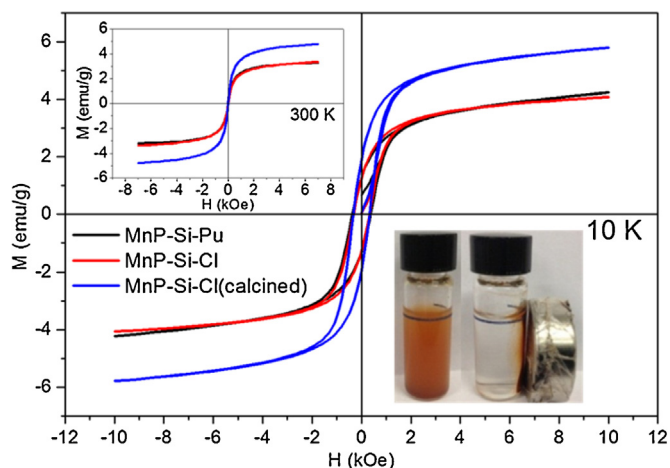 6
4
2
0
-2
-4
-6
M (emu/g)
-12 -10 -8 -6 -4 -2 0 2 4 6 8 10 12
H (kOe)
6
4
2
0
-2
-4
-6
M (emu/g)
-8 -6 -4 -2 0 2 4 6 8
H (kOe)
300 K
10 K
MnP-Si-Pu
MnP-Si-Cl
MnP-Si-Cl(calcined)